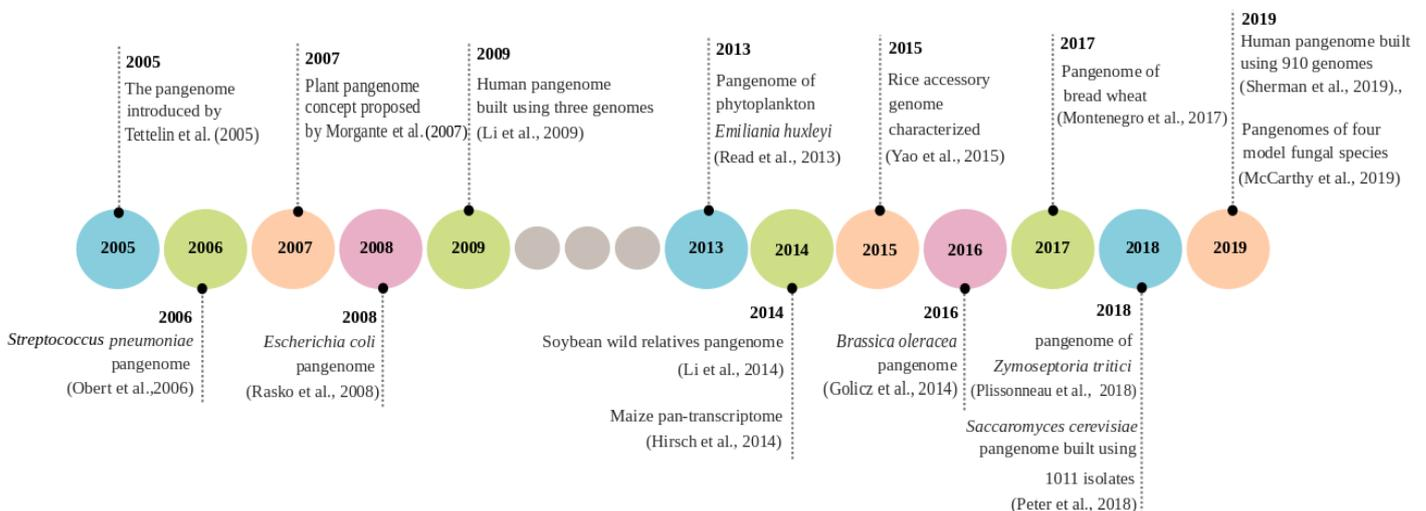 2005
The pangenome
introduced by
Tettelin et al. (2005)
2007
Plant pangenome
concept proposed
by Morgante et al.(2007)
2009
Human pangenome
built using three genomes
(Li et al., 2009)
2013
Pangenome of
phytoplankton
Emiliania huxleyi
(Read et al., 2013)
2015
Rice accessory
genome
characterized
(Yao et al., 2015)
2017
Pangenome of
bread wheat
(Montenegro et al., 2017)
2019
Human pangenome built
using 910 genomes
(Sherman et al., 2019).,
Pangenomes of four
model fungal species
(McCarthy et al., 2019)
2005 2006 2007 2008 2009 2013 2014 2015 2016 2017 2018 2019
2006
Streptococcus pneumoniae
pangenome
(Obert et al.,2006)
2008
Escherichia coli
pangenome
(Rasko et al., 2008)
2014
Soybean wild relatives pangenome
(Li et al., 2014)
Maize pan-transcriptome
(Hirsch et al., 2014)
2016
Brassica oleracea
pangenome
(Golicz et al., 2014)
2018
pangenome of
Zymoseptoria tritici
(Plissonneau et al., 2018)
Saccaromyces cerevisiae
pangenome built using
1011 isolates
(Peter et al., 2018)